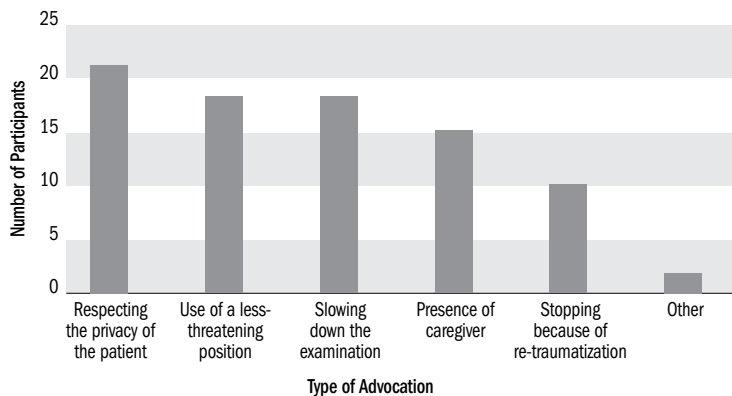 25
20
15
10
5
0
Number of Participants
Respecting
the privacy of
the patient
Use of a less-
threatening
position
Slowing
down the
examination
Presence of
caregiver
Stopping
because of
re-traumatization
Other
Type of Advocation